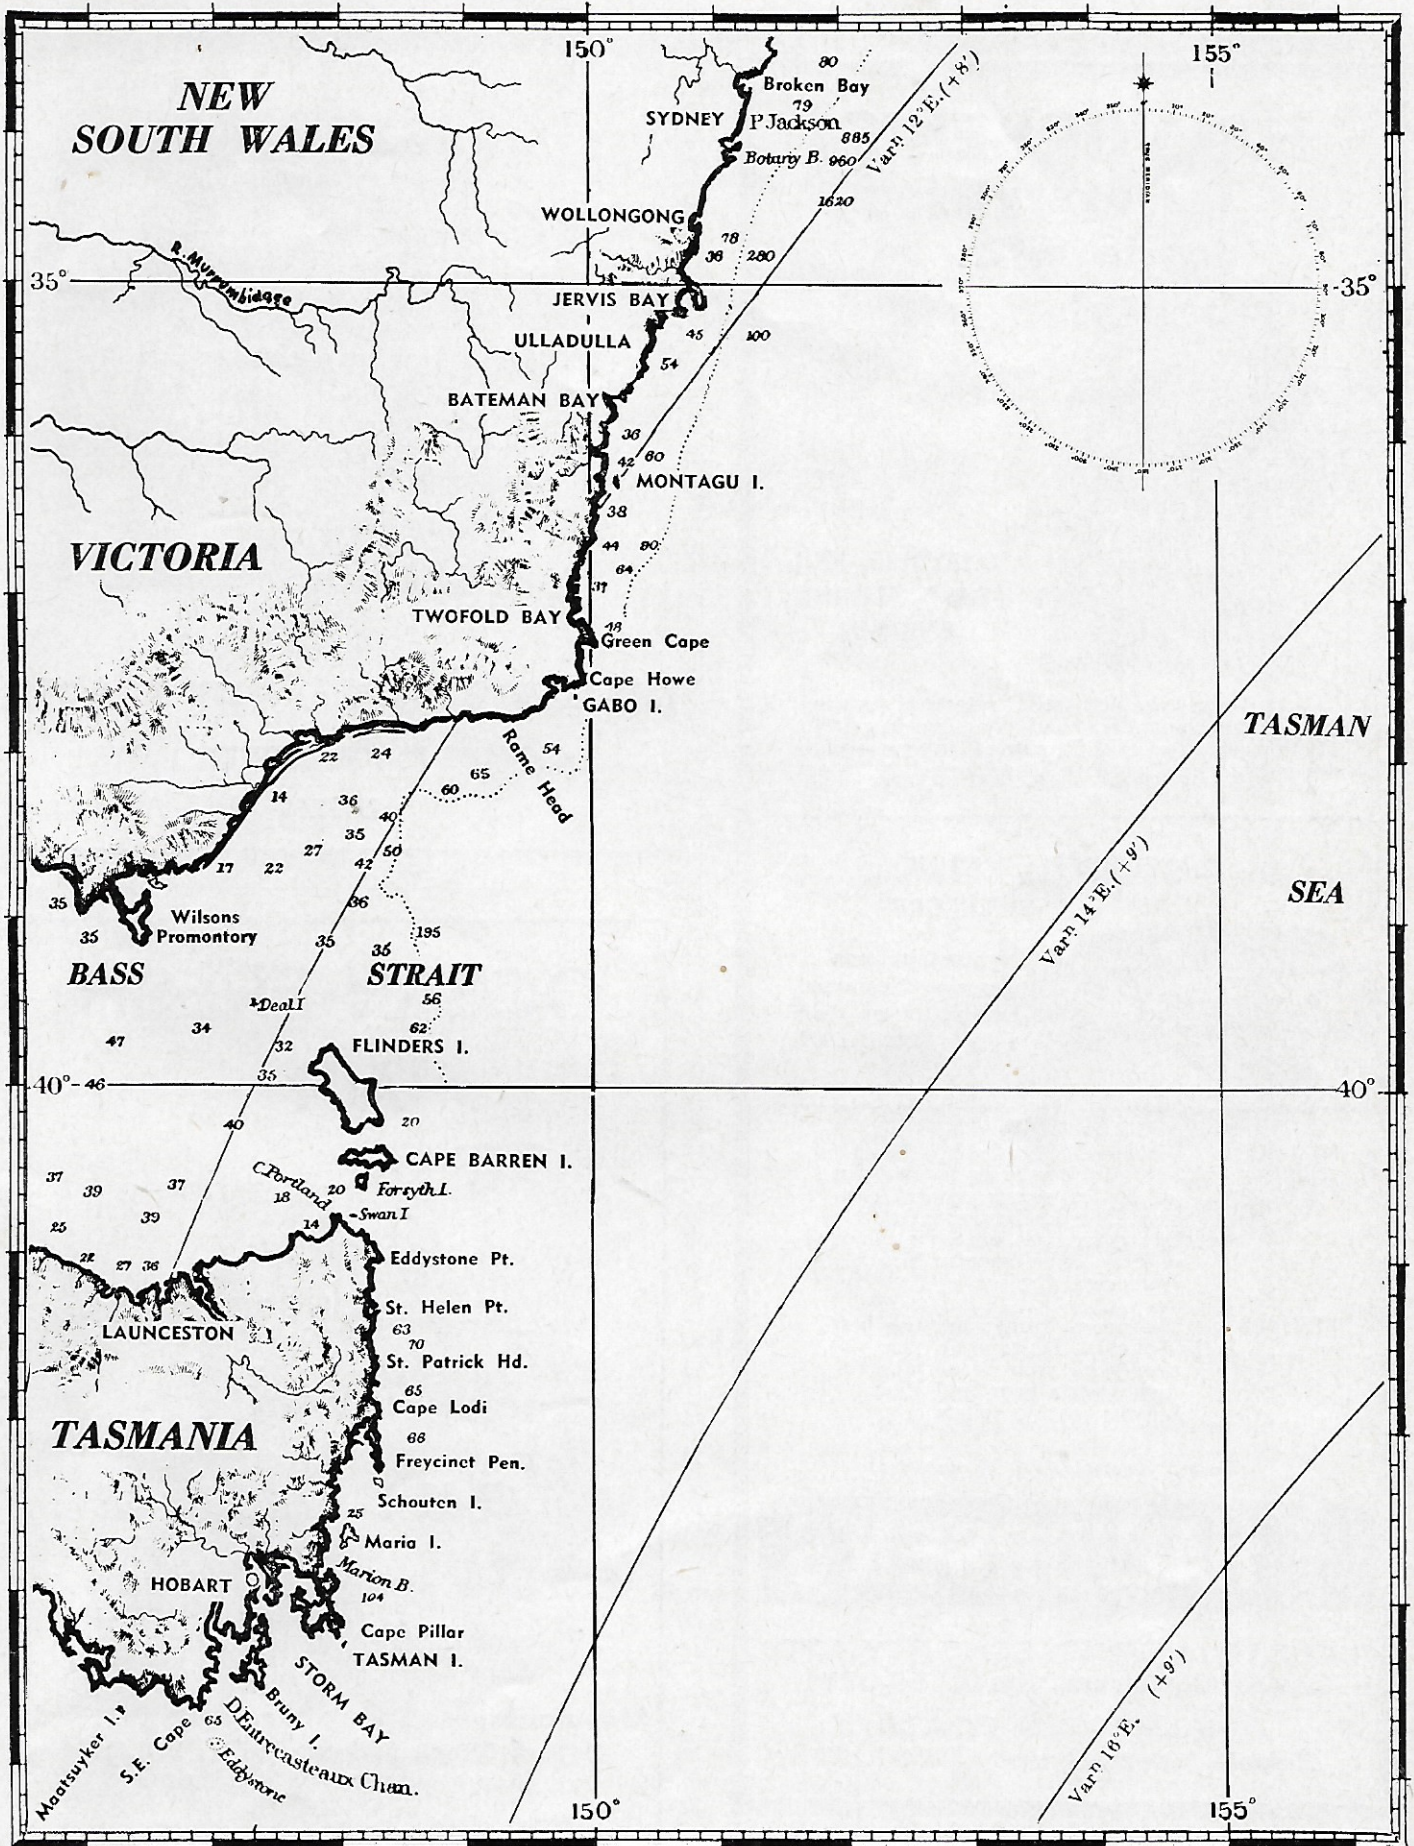 150°
155°
NEW
SOUTH WALES
80
Varn 12°E.(+8')
Broken Bay
79
SYDNEY
P Jackson
885
Botany B.
960
TRUE MERIDIAN
1620
WOLLONGONG
78
36
280
R. Murrumbidgee
35°
35°
JERVIS BAY
45
100
ULLADULLA
54
BATEMAN BAY
36
42
60
MONTAGU I.
38
44
90
VICTORIA
64
37
TWOFOLD BAY
48
Green Cape
Cape Howe
GABO I.
TASMAN
Rame Head
54
22
24
65
60
14
36
40
35
27
50
42
17
22
Varn 14°E.(+9')
SEA
36
35
Wilsons
Promontory
35
195
35
35
BASS
STRAIT
Deal I
56
34
62
47
32
FLINDERS I.
35
40°
46
40°
40
20
CAPE BARREN I.
C. Portland
37
39
37
18
20
Forsyth I.
Swan I
39
25
14
22
27
36
Eddystone Pt.
St. Helen Pt.
LAUNCESTON
63
70
St. Patrick Hd.
65
Cape Lodi
TASMANIA
66
Freycinet Pen.
Schouten I.
25
Maria I.
Marion B.
HOBART
104
Cape Pillar
TASMAN I.
STORM BAY
Bruny I.
D'Entrecasteaux Chan.
65
Eddystone
S.E. Cape
Maatsuyker I.
Varn 16°E. (+9')
150°
155°